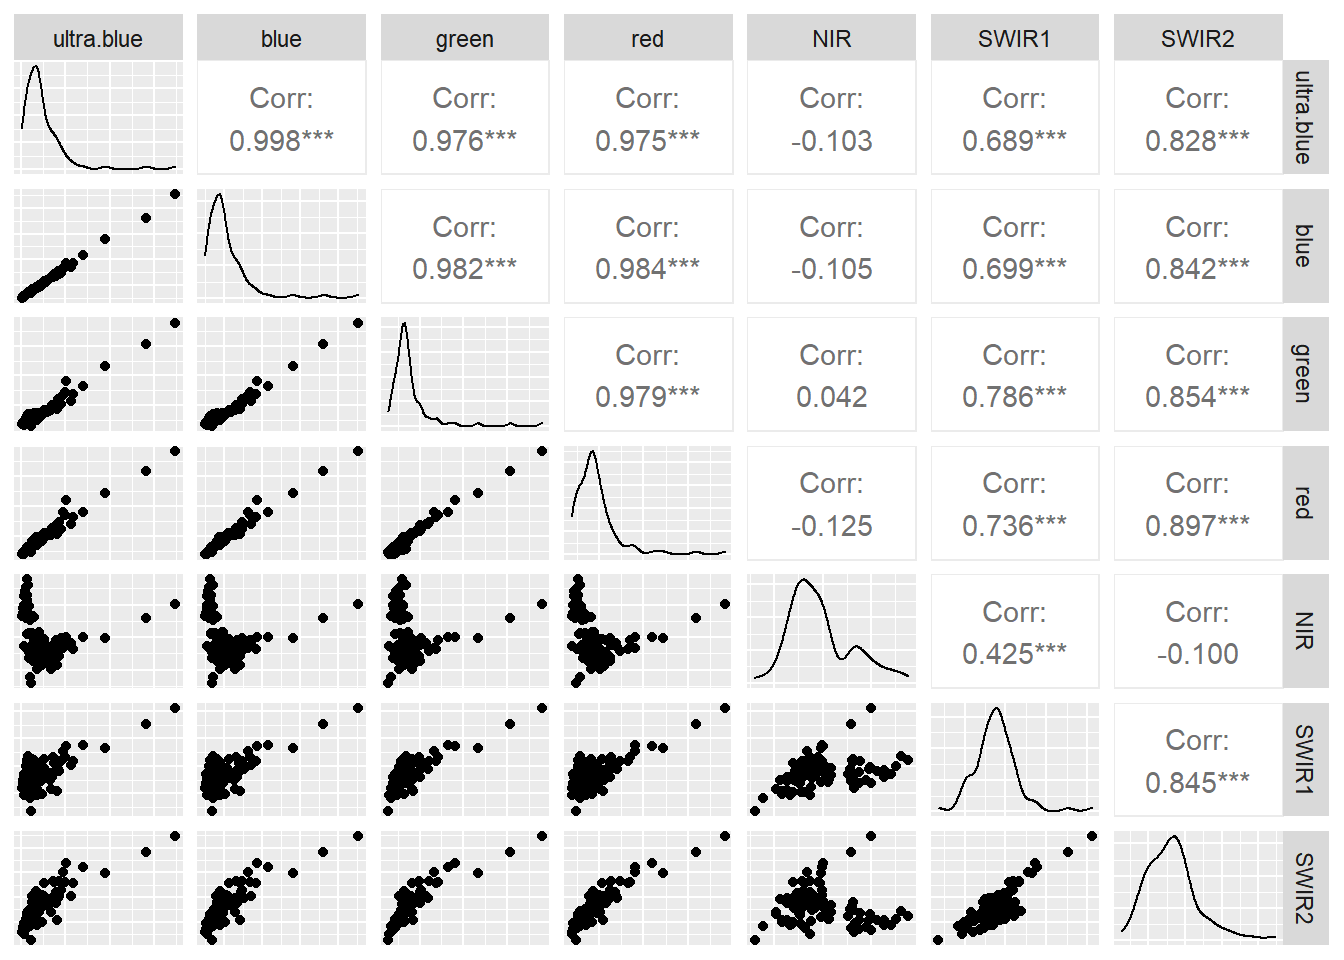 ultra.blue blue green red NIR SWIR1 SWIR2
Corr: Corr: Corr: Corr: Corr: Corr:
0.998*** 0.976*** 0.975*** -0.103 0.689*** 0.828***
ultra.blue
Corr: Corr: Corr: Corr: Corr:
0.982*** 0.984*** -0.105 0.699*** 0.842***
blue
Corr: Corr: Corr: Corr:
0.979*** 0.042 0.786*** 0.854***
green
Corr: Corr: Corr:
-0.125 0.736*** 0.897***
red
Corr: Corr:
0.425*** -0.100
NIR
Corr:
0.845***
SWIR1
SWIR2